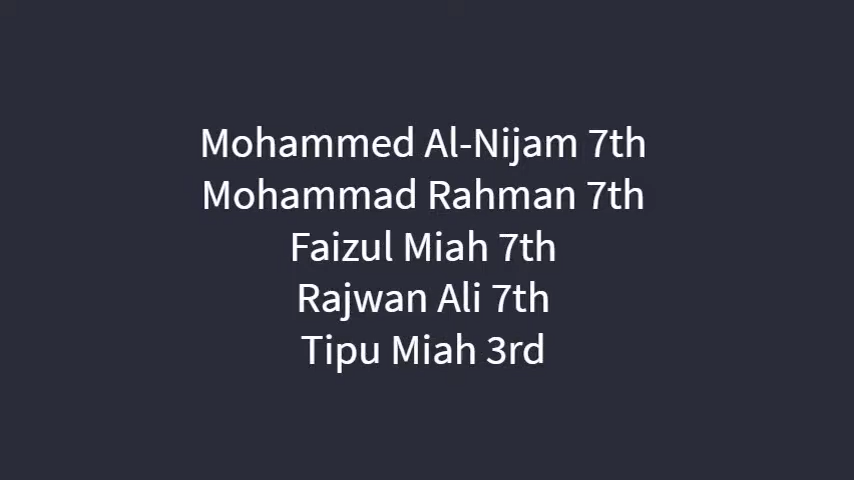 Mohammed Al-Nijam 7th
Mohammad Rahman 7th
Faizul Miah 7th
Rajwan Ali 7th
Tipu Miah 3rd